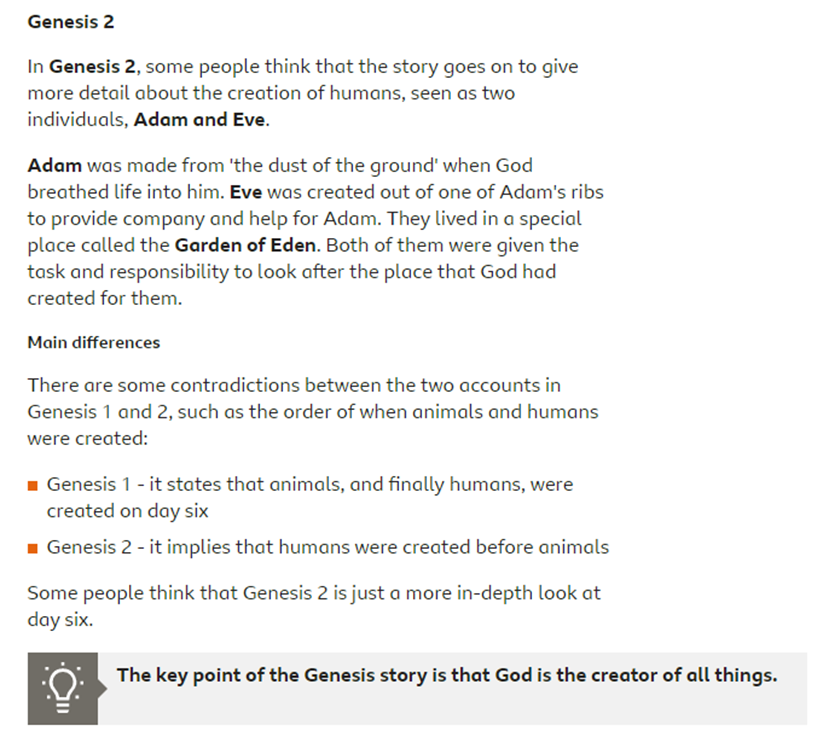 Genesis 2
In Genesis 2, some people think that the story goes on to give
more detail about the creation of humans, seen as two
individuals, Adam and Eve.
Adam was made from 'the dust of the ground' when God
breathed life into him. Eve was created out of one of Adam's ribs
to provide company and help for Adam. They lived in a special
place called the Garden of Eden. Both of them were given the
task and responsibility to look after the place that God had
created for them.
Main differences
There are some contradictions between the two accounts in
Genesis 1 and 2, such as the order of when animals and humans
were created:
Genesis 1 - it states that animals, and finally humans, were
created on day six
Genesis 2 - it implies that humans were created before animals
Some people think that Genesis 2 is just a more in-depth look at
day six.
The key point of the Genesis story is that God is the creator of all things.